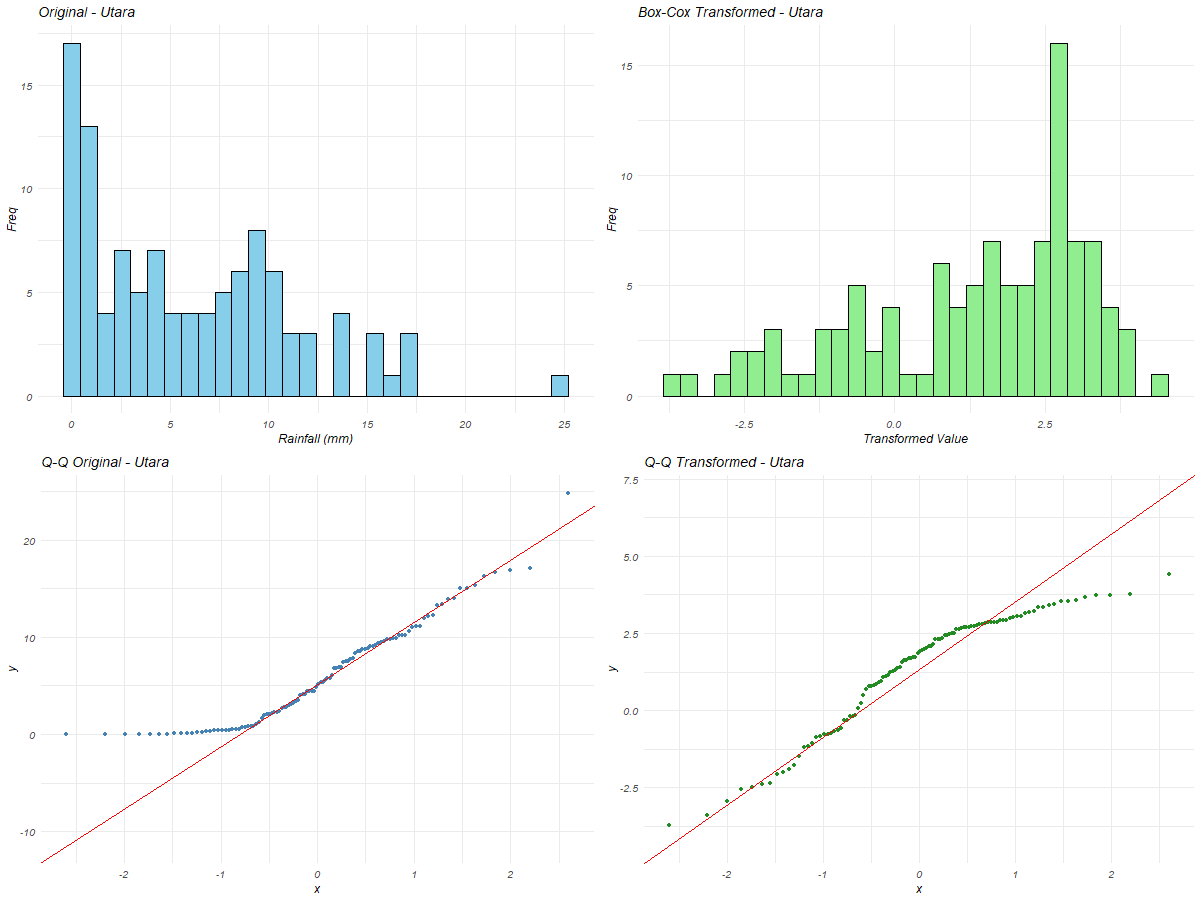 Original - Utara
15
10
5
0
Freq
0 5 10 15 20 25
Rainfall (mm)
Box-Cox Transformed - Utara
15
10
5
0
Freq
-2.5 0.0 2.5
Transformed Value
Q-Q Original - Utara
20
10
0
-10
y
-2 -1 0 1 2
x
Q-Q Transformed - Utara
7.5
5.0
2.5
0.0
-2.5
y
-2 -1 0 1 2
x